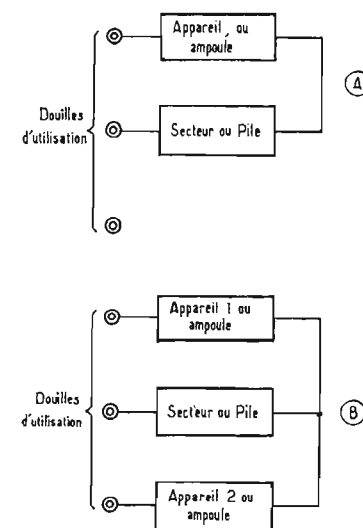 Appareil, ou
ampoule
A
Douilles
d'utilisation
Secteur ou Pile
Appareil 1 ou
ampoule
Douilles
d'utilisation
Secteur ou Pile
B
Appareil 2 ou
ampoule